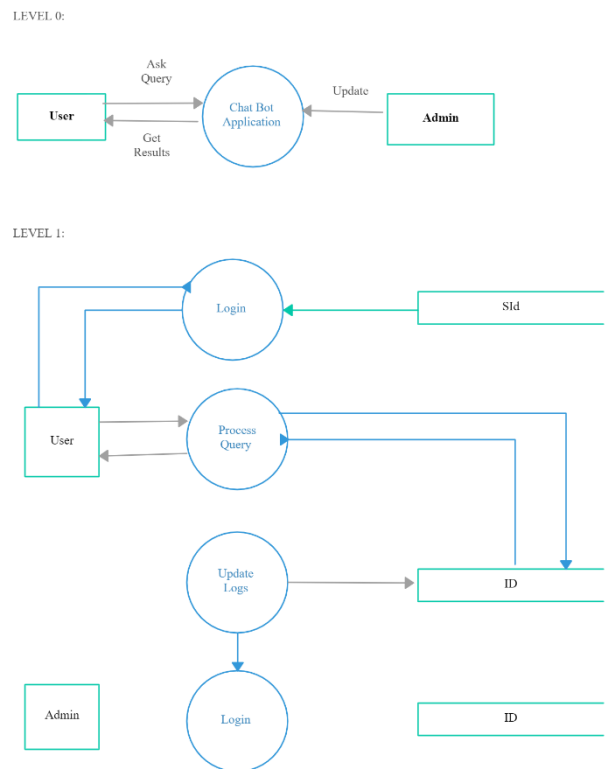 LEVEL 0:
Ask
Query
Update
User
Chat Bot
Application
Admin
Get
Results
LEVEL 1:
Login
SId
User
Process
Query
Update
Logs
ID
Admin
Login
ID